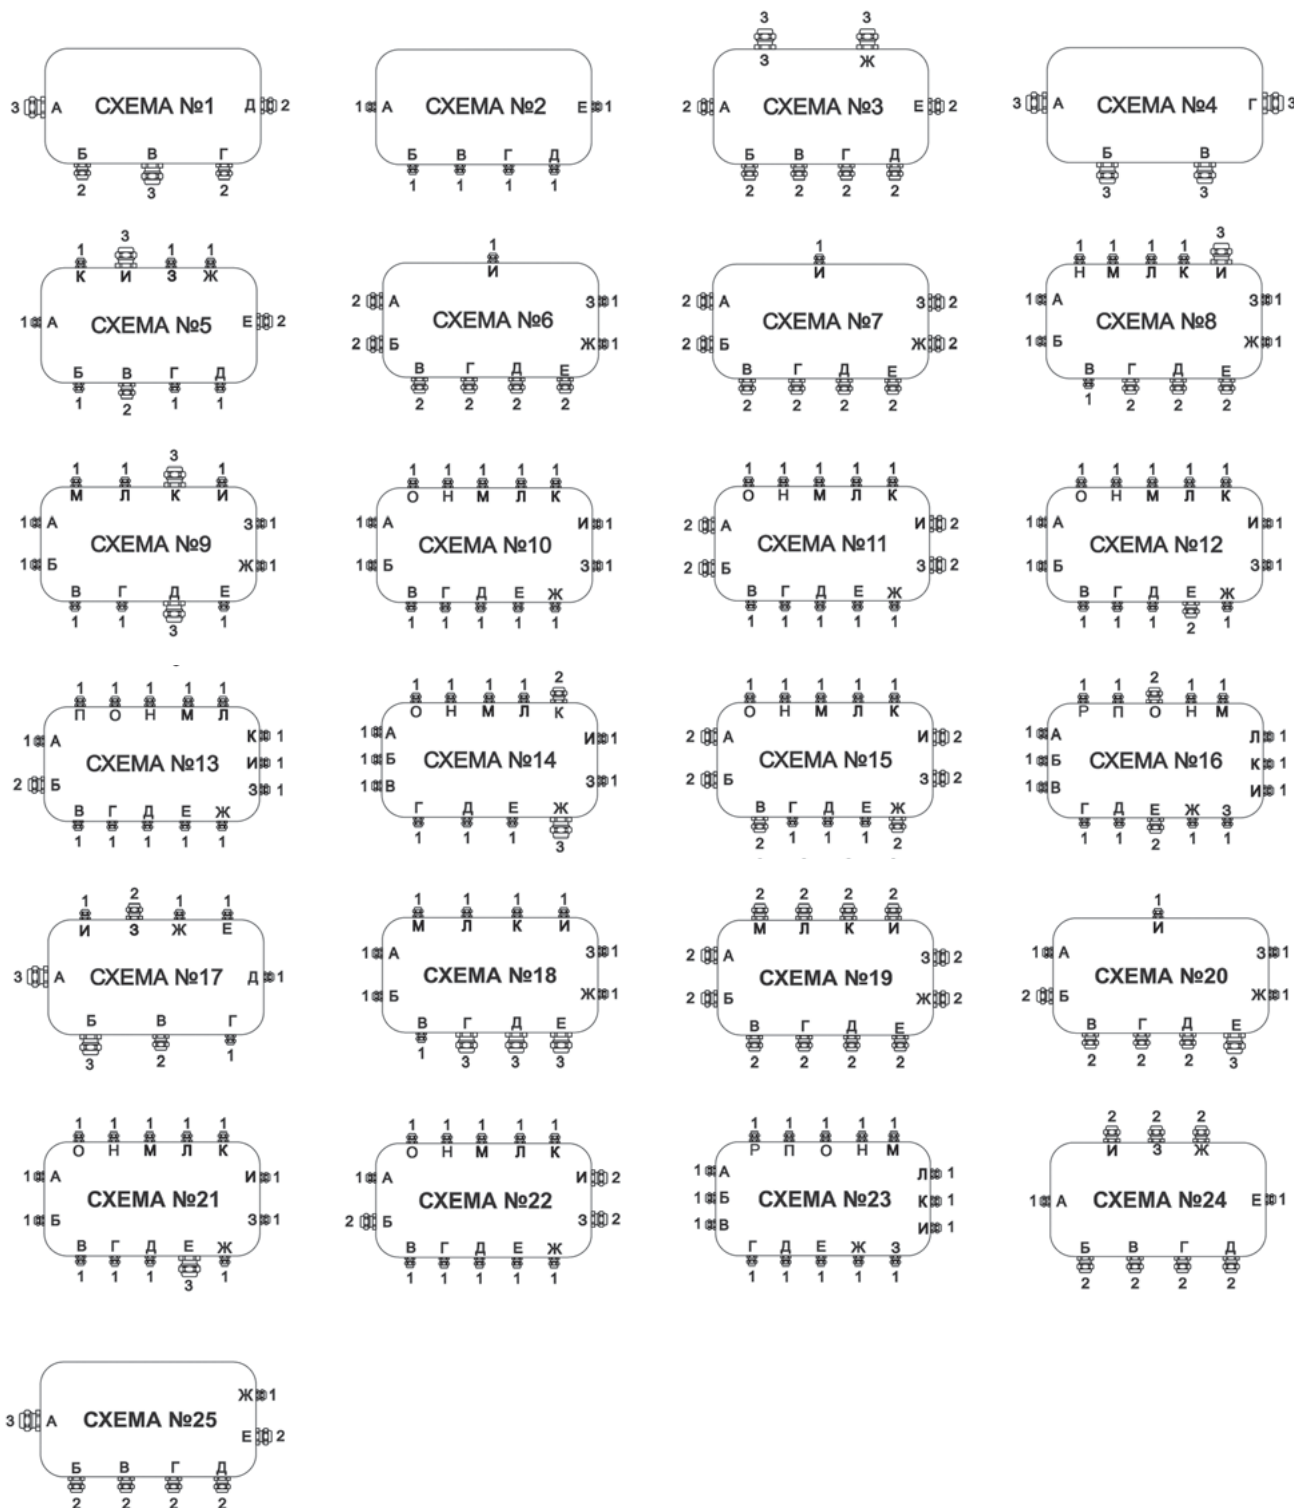 3 3
3 А СХЕМА №1 Д 2
Б В Г
2 3 2
1 А СХЕМА №2 Е 1
Б В Г Д
1 1 1 1
З Ж
2 А СХЕМА №3 Е 2
Б В Г Д
2 2 2 2
3 А СХЕМА №4 Г 3
Б В
3 3
1 3 1 1
К И З Ж
1 А СХЕМА №5 Е 2
Б В Г Д
1 2 1 1
1
И
2 А З 1
СХЕМА №6
2 Б Ж 1
В Г Д Е
2 2 2 2
1
И
2 А З 2
СХЕМА №7
2 Б Ж 2
В Г Д Е
2 2 2 2
1 1 1 1 3
Н М Л К И
1 А З 1
СХЕМА №8
1 Б Ж 1
В Г Д Е
1 2 2 2
1 1 3 1
М Л К И
1 А З 1
СХЕМА №9
1 Б Ж 1
В Г Д Е
1 1 3 1
1 1 1 1 1
О Н М Л К
1 А И 1
СХЕМА №10
1 Б З 1
В Г Д Е Ж
1 1 1 1 1
1 1 1 1 1
О Н М Л К
2 А И 2
СХЕМА №11
2 Б З 2
В Г Д Е Ж
1 1 1 1 1
1 1 1 1 1
О Н М Л К
1 А И 1
СХЕМА №12
1 Б З 1
В Г Д Е Ж
1 1 1 2 1
1 1 1 1 1
П О Н М Л
1 А К 1
СХЕМА №13 И 1
2 Б З 1
В Г Д Е Ж
1 1 1 1 1
1 1 1 1 2
О Н М Л К
1 А И 1
1 Б СХЕМА №14
1 В З 1
Г Д Е Ж
1 1 1 3
1 1 1 1 1
О Н М Л К
2 А И 2
СХЕМА №15
2 Б З 2
В Г Д Е Ж
2 1 1 1 2
1 1 2 1 1
Р П О Н М
1 А Л 1
1 Б СХЕМА №16 К 1
1 В И 1
Г Д Е Ж З
1 1 2 1 1
1 2 1 1
И З Ж Е
3 А СХЕМА №17 Д 1
Б В Г
3 2 1
1 1 1 1
М Л К И
1 А З 1
СХЕМА №18
1 Б Ж 1
В Г Д Е
1 3 3 3
2 2 2 2
М Л К И
2 А З 2
СХЕМА №19
2 Б Ж 2
В Г Д Е
2 2 2 2
1
И
1 А З 1
СХЕМА №20
2 Б Ж 1
В Г Д Е
2 2 2 3
1 1 1 1 1
О Н М Л К
1 А И 1
СХЕМА №21
1 Б З 1
В Г Д Е Ж
1 1 1 3 1
1 1 1 1 1
О Н М Л К
1 А И 2
СХЕМА №22
2 Б З 2
В Г Д Е Ж
1 1 1 1 1
1 1 1 1 1
Р П О Н М
1 А Л 1
1 Б СХЕМА №23 К 1
1 В И 1
Г Д Е Ж З
1 1 1 1 1
2 2 2
И З Ж
1 А СХЕМА №24 Е 1
Б В Г Д
2 2 2 2
Ж 1
3 А СХЕМА №25
Е 2
Б В Г Д
2 2 2 2